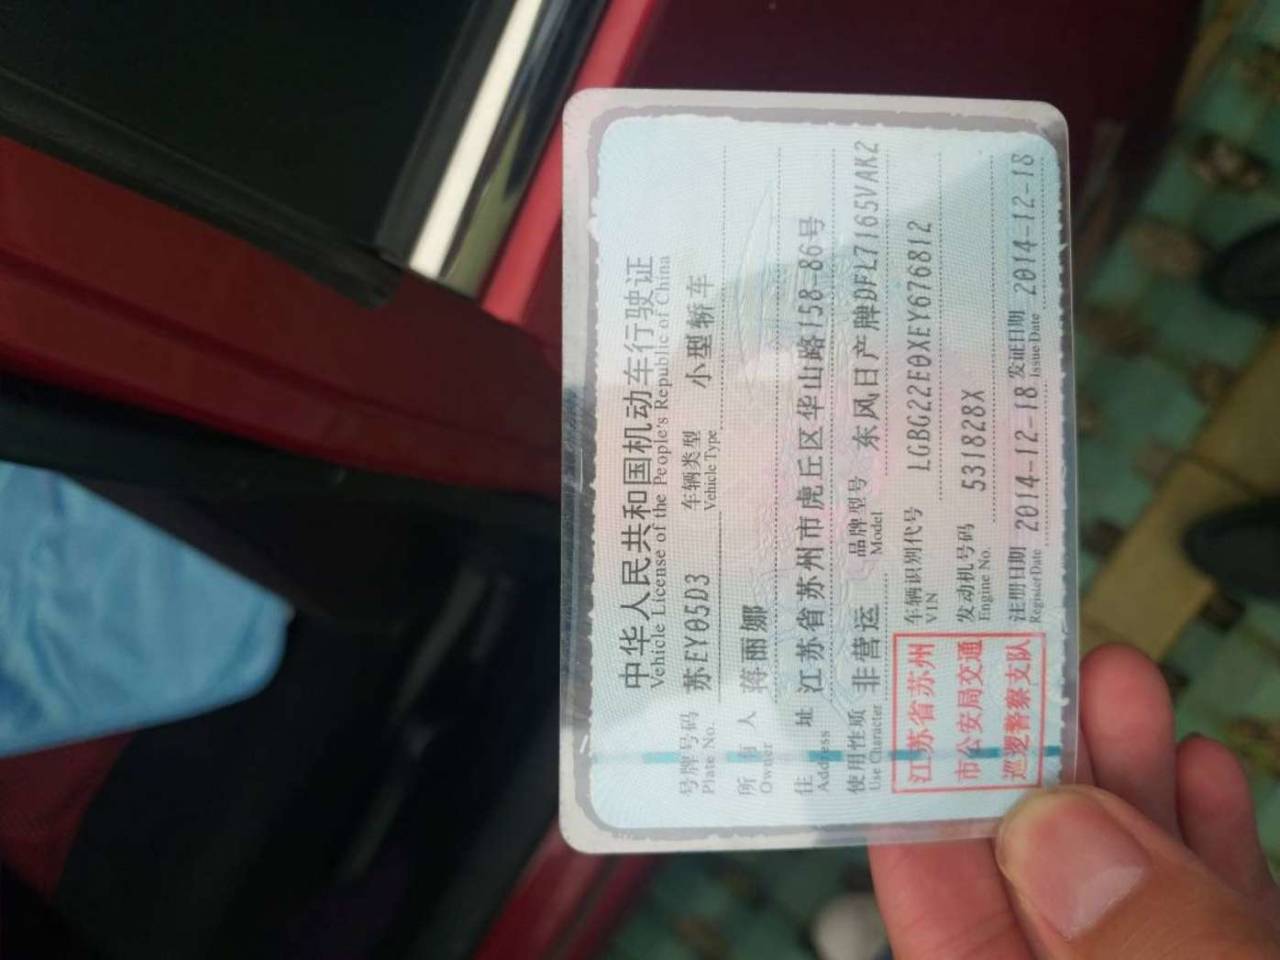 中华人民共和国机动车行驶证
Vehicle License of the People's Republic of China
号牌号码 苏EY05D3 车辆类型 小型轿车
Plate No. Vehicle Type
所有人 蒋丽娜
Owner
住址 江苏省苏州市虎丘区华山路158-86号
Address
使用性质 非营运 品牌型号 东风日产牌DFL7165VAK2
Use Character Model
江苏省苏州
市公安局交通
巡逻警察支队
车辆识别代号 LGBG22E0XEY676812
VIN
发动机号码 531828X
Engine No.
注册日期 2014-12-18 发证日期 2014-12-18
Register Date Issue Date